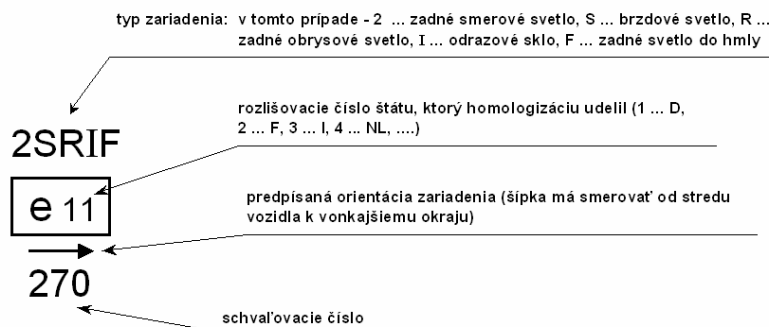 typ zariadenia: v tomto prípade - 2 ... zadné smerové svetlo, S ... brzdové svetlo, R ...
zadné obrysové svetlo, I ... odrazové sklo, F ... zadné svetlo do hmly
rozlišovacie číslo štátu, ktorý homologizáciu udelil (1 ... D,
2 ... F, 3 ... I, 4 ... NL, ....)
2SRIF
e 11
predpísaná orientácia zariadenia (šípka má smerovať od stredu
vozidla k vonkajšiemu okraju)
270
schvaľovacie číslo